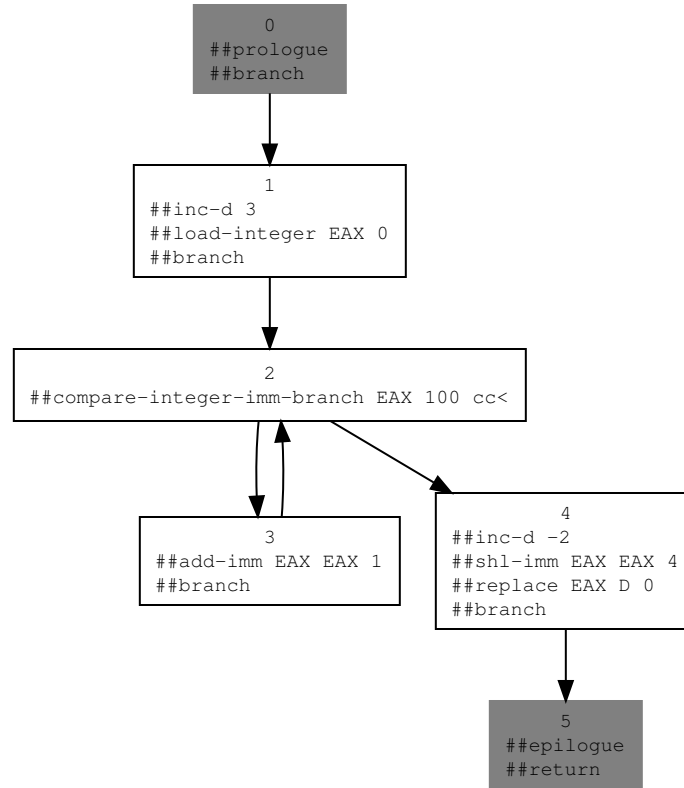 0
##prologue
##branch
1
##inc-d 3
##load-integer EAX 0
##branch
2
##compare-integer-imm-branch EAX 100 cc<
3
##add-imm EAX EAX 1
##branch
4
##inc-d -2
##shl-imm EAX EAX 4
##replace EAX D 0
##branch
5
##epilogue
##return